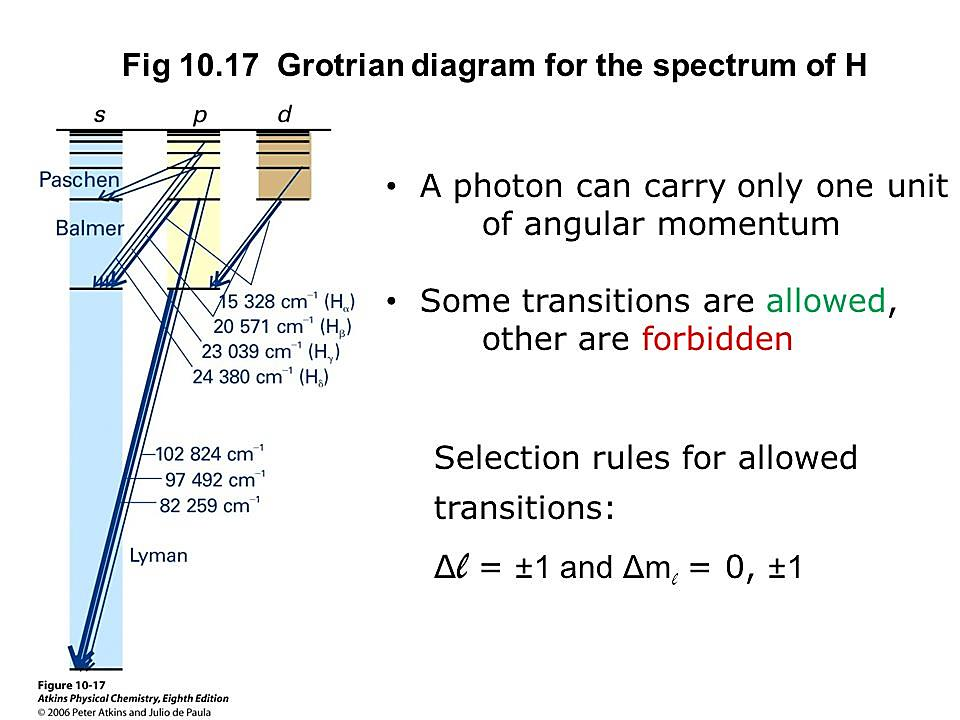 Fig 10.17 Grotrian diagram for the spectrum of H
s p d
Paschen
Balmer
15 328 cm⁻¹ (Hα)
20 571 cm⁻¹ (Hβ)
23 039 cm⁻¹ (Hγ)
24 380 cm⁻¹ (Hδ)
102 824 cm⁻¹
97 492 cm⁻¹
82 259 cm⁻¹
Lyman
• A photon can carry only one unit
of angular momentum
• Some transitions are allowed,
other are forbidden
Selection rules for allowed
transitions:
Δℓ = ±1 and Δmℓ = 0, ±1
Figure 10-17
Atkins Physical Chemistry, Eighth Edition
© 2006 Peter Atkins and Julio de Paula